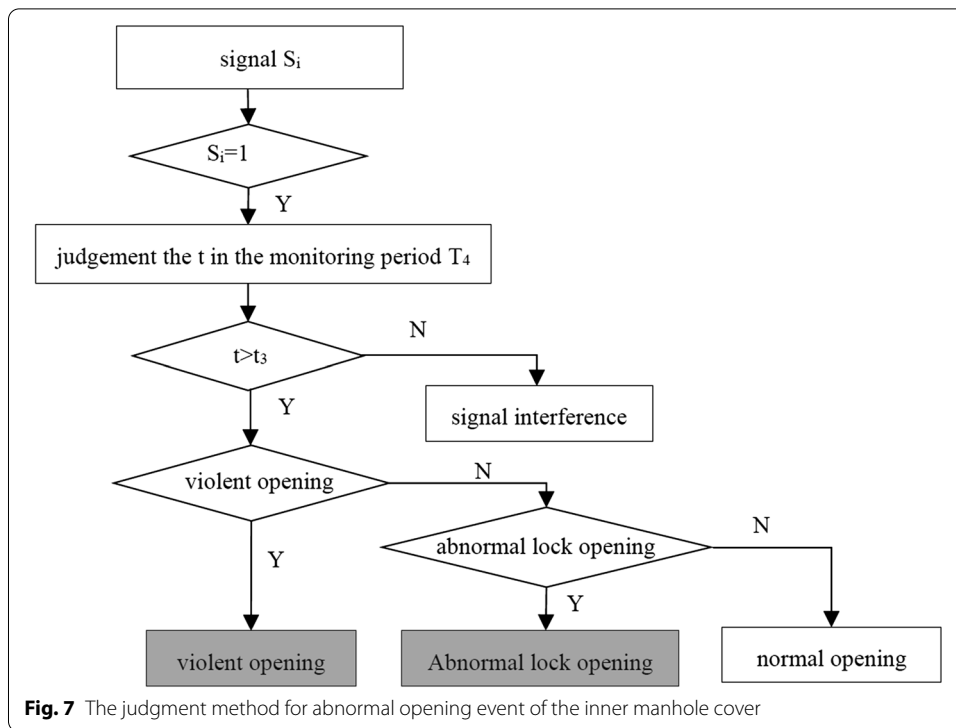 signal Si
Si=1
Y
judgement the t in the monitoring period T4
t>t3
N
signal interference
Y
violent opening
N
abnormal lock opening
N
Y
Y
violent opening
Abnormal lock opening
normal opening
Fig. 7 The judgment method for abnormal opening event of the inner manhole cover